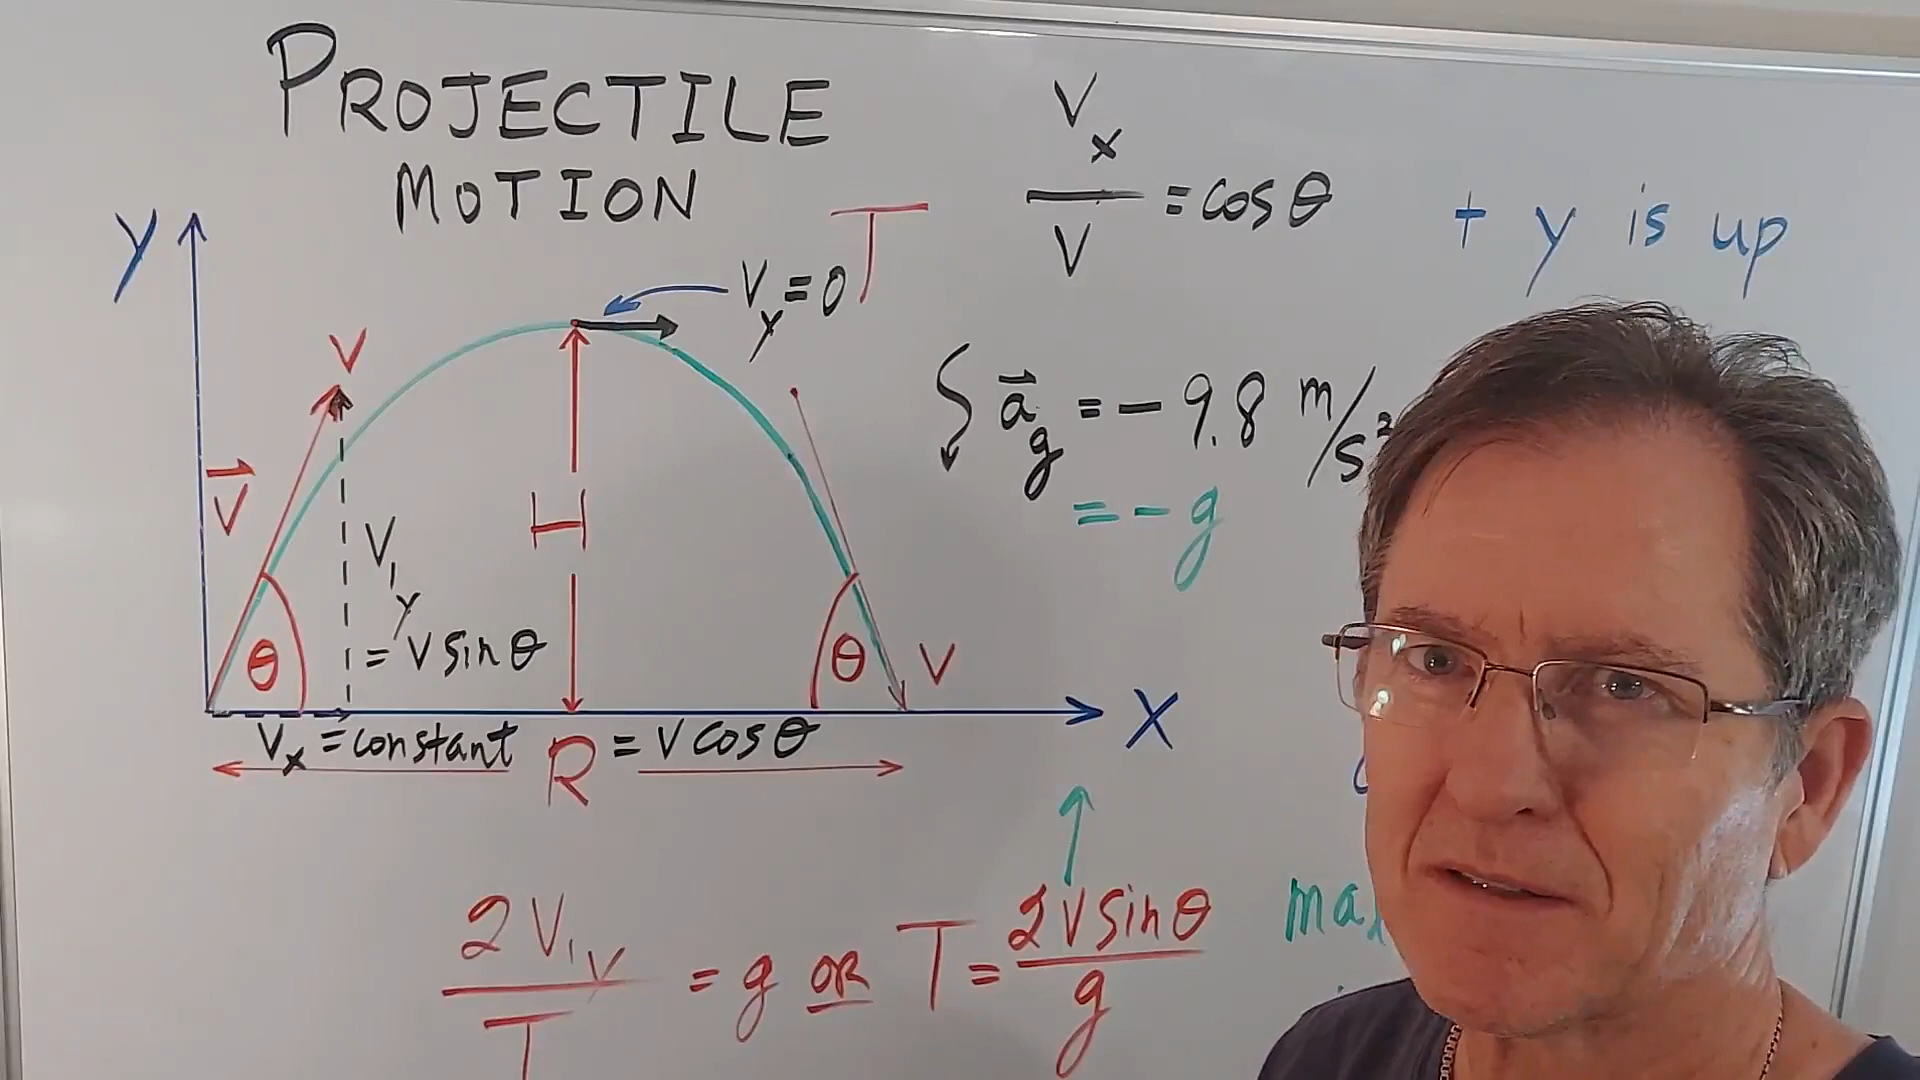 PROJECTILE
MOTION
Vx / V = cos θ
+ y is up
T
Vy = 0
Y
V
V
a g = - 9.8 m/s²
= - g
H
V1y
= V sin θ
θ
θ
V
X
Vx = constant
R = V cos θ
2 V1y / T = g OR T = 2 V sin θ / g